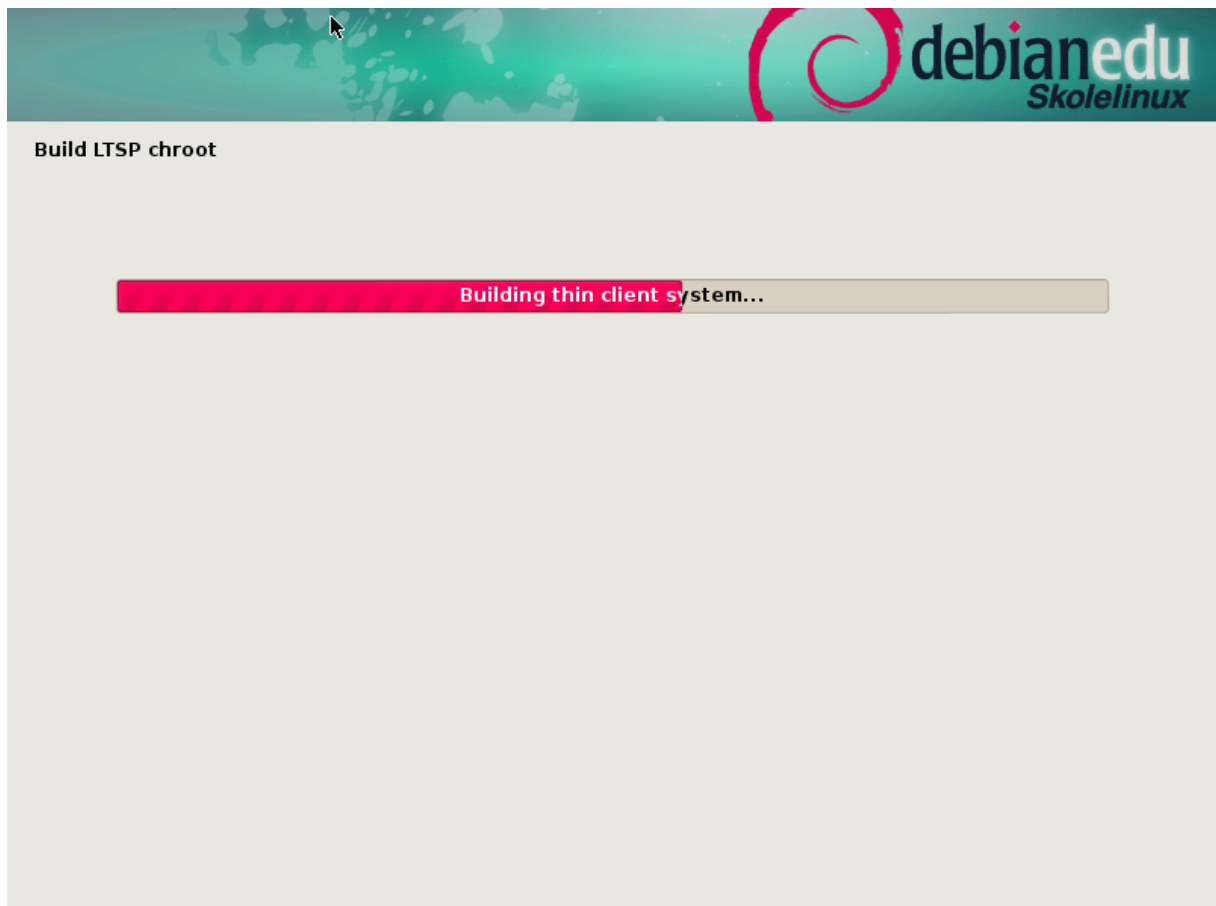 debianedu
Skolelinux
Build LTSP chroot
Building thin client system...